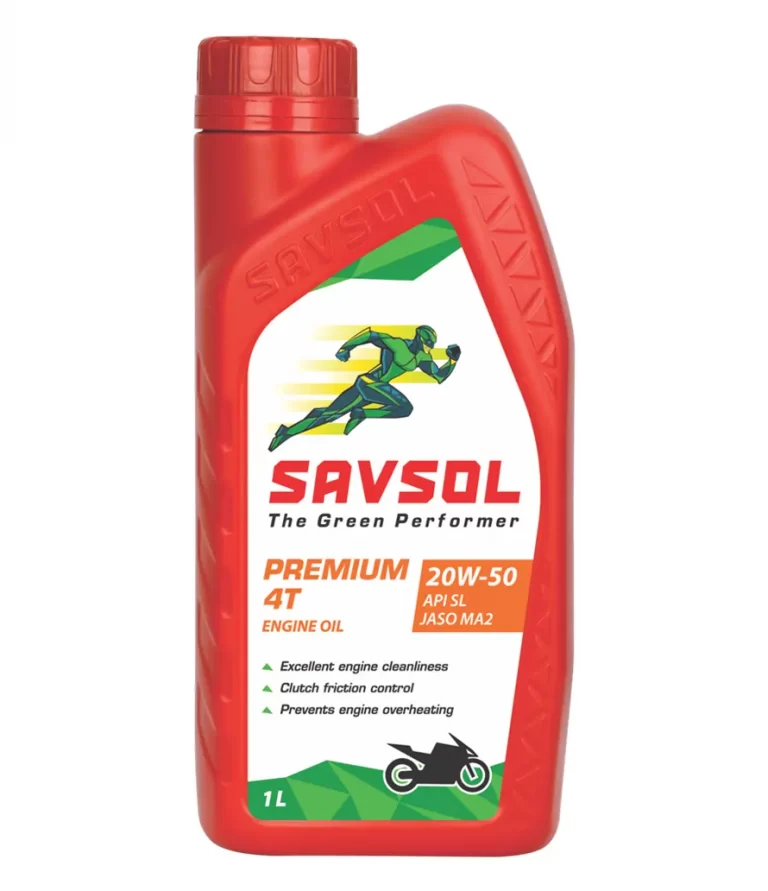 SAVSOL
SAVSOL
The Green Performer
PREMIUM
4T
ENGINE OIL
20W-50
API SL
JASO MA2
Excellent engine cleanliness
Clutch friction control
Prevents engine overheating
1 L